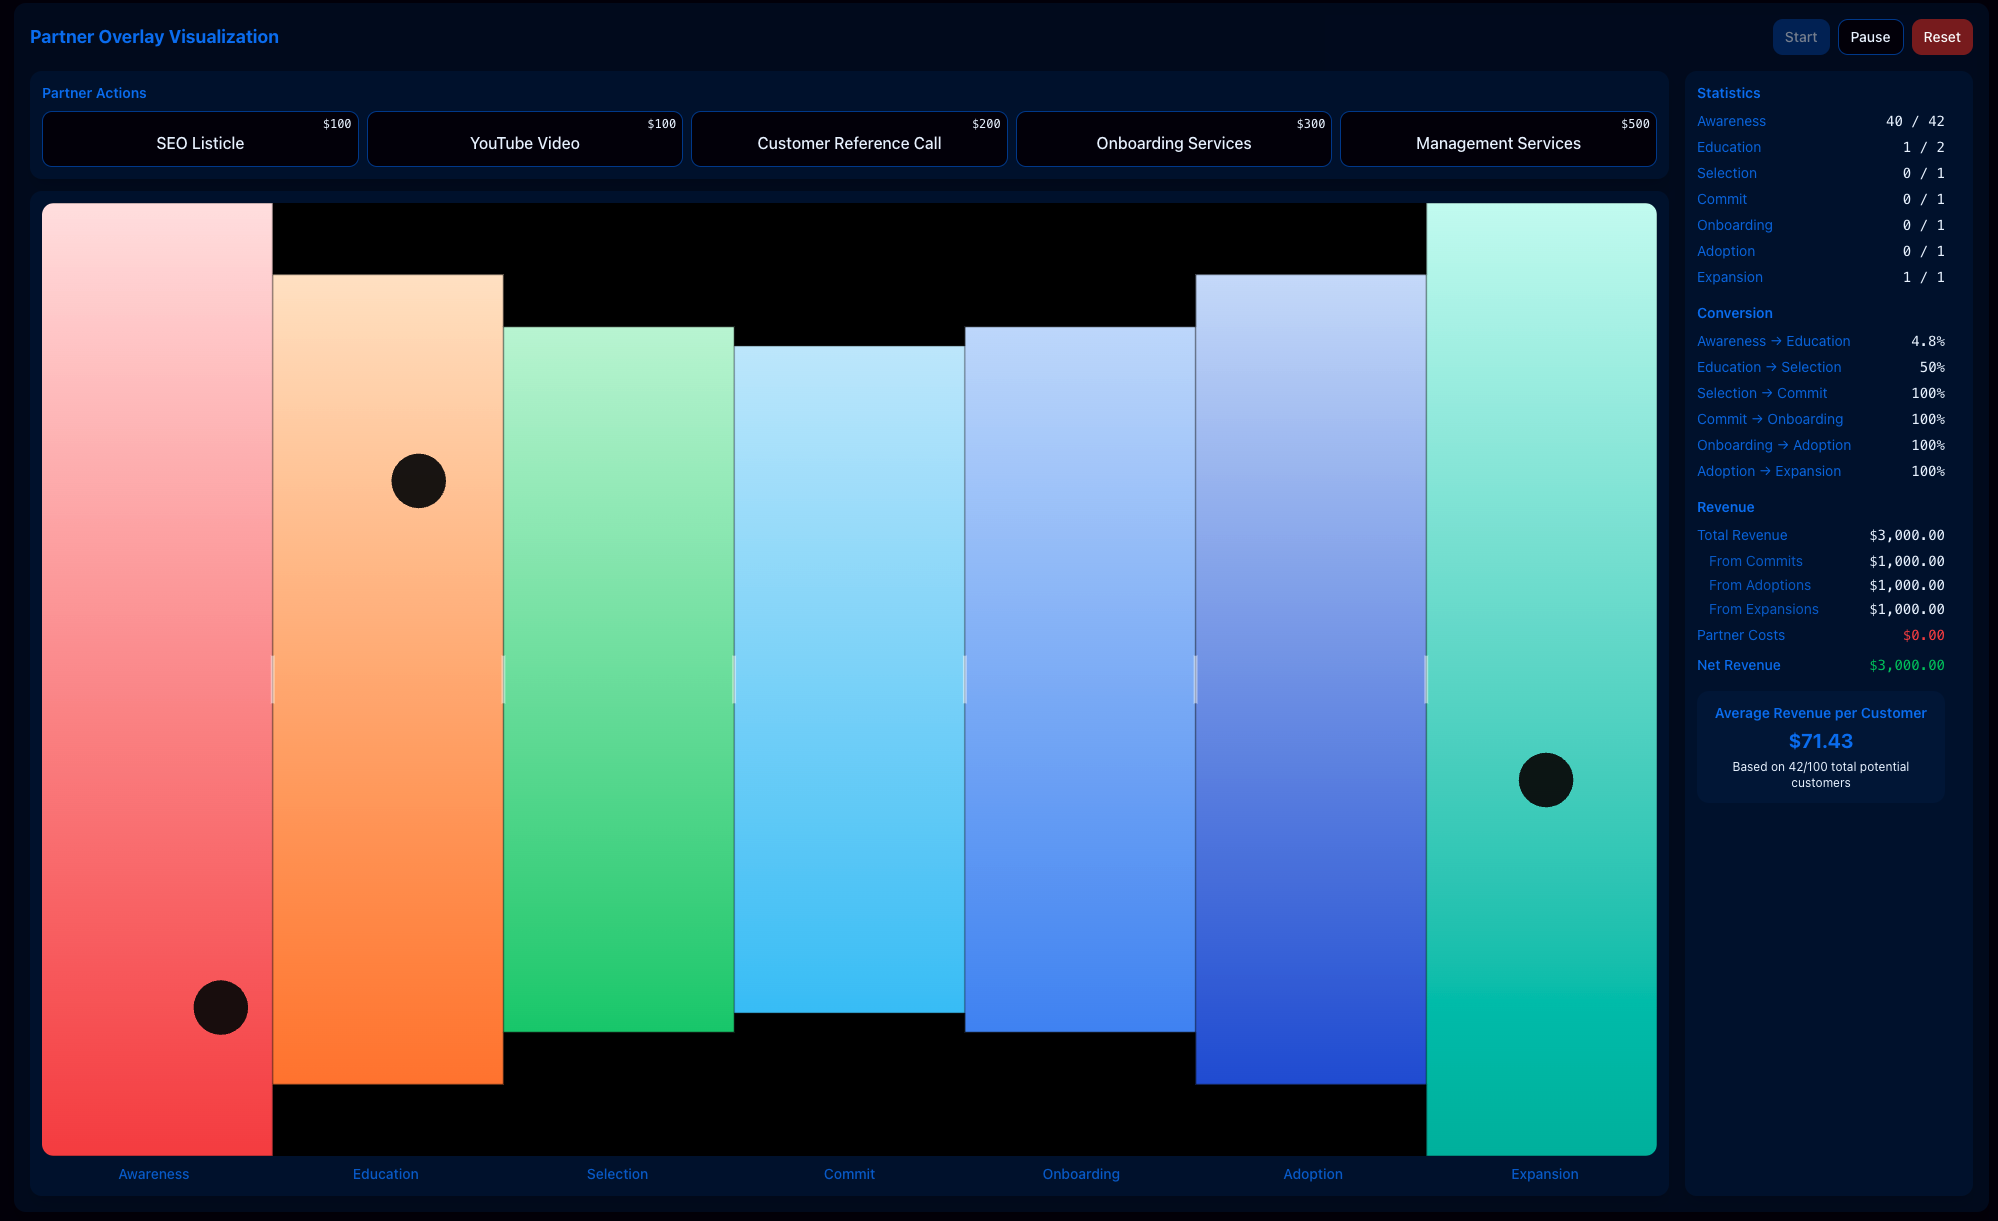 Partner Overlay Visualization
Start
Pause
Reset
Partner Actions
$100
SEO Listicle
$100
YouTube Video
$200
Customer Reference Call
$300
Onboarding Services
$500
Management Services
Awareness
Education
Selection
Commit
Onboarding
Adoption
Expansion
Statistics
Awareness 40 / 42
Education 1 / 2
Selection 0 / 1
Commit 0 / 1
Onboarding 0 / 1
Adoption 0 / 1
Expansion 1 / 1
Conversion
Awareness → Education 4.8%
Education → Selection 50%
Selection → Commit 100%
Commit → Onboarding 100%
Onboarding → Adoption 100%
Adoption → Expansion 100%
Revenue
Total Revenue $3,000.00
From Commits $1,000.00
From Adoptions $1,000.00
From Expansions $1,000.00
Partner Costs $0.00
Net Revenue $3,000.00
Average Revenue per Customer
$71.43
Based on 42/100 total potential
customers